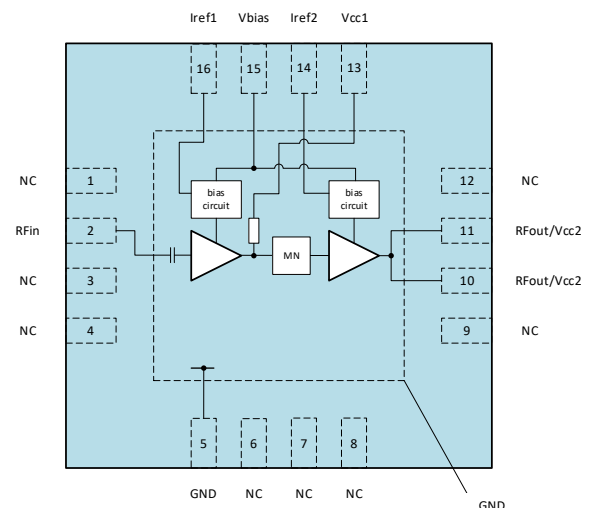 Iref1 Vbias Iref2 Vcc1
16 15 14 13
NC 1 12 NC
bias circuit bias circuit
RFin 2 11 RFout/Vcc2
MN
NC 3 10 RFout/Vcc2
NC 4 9 NC
5 6 7 8
GND NC NC NC
GND